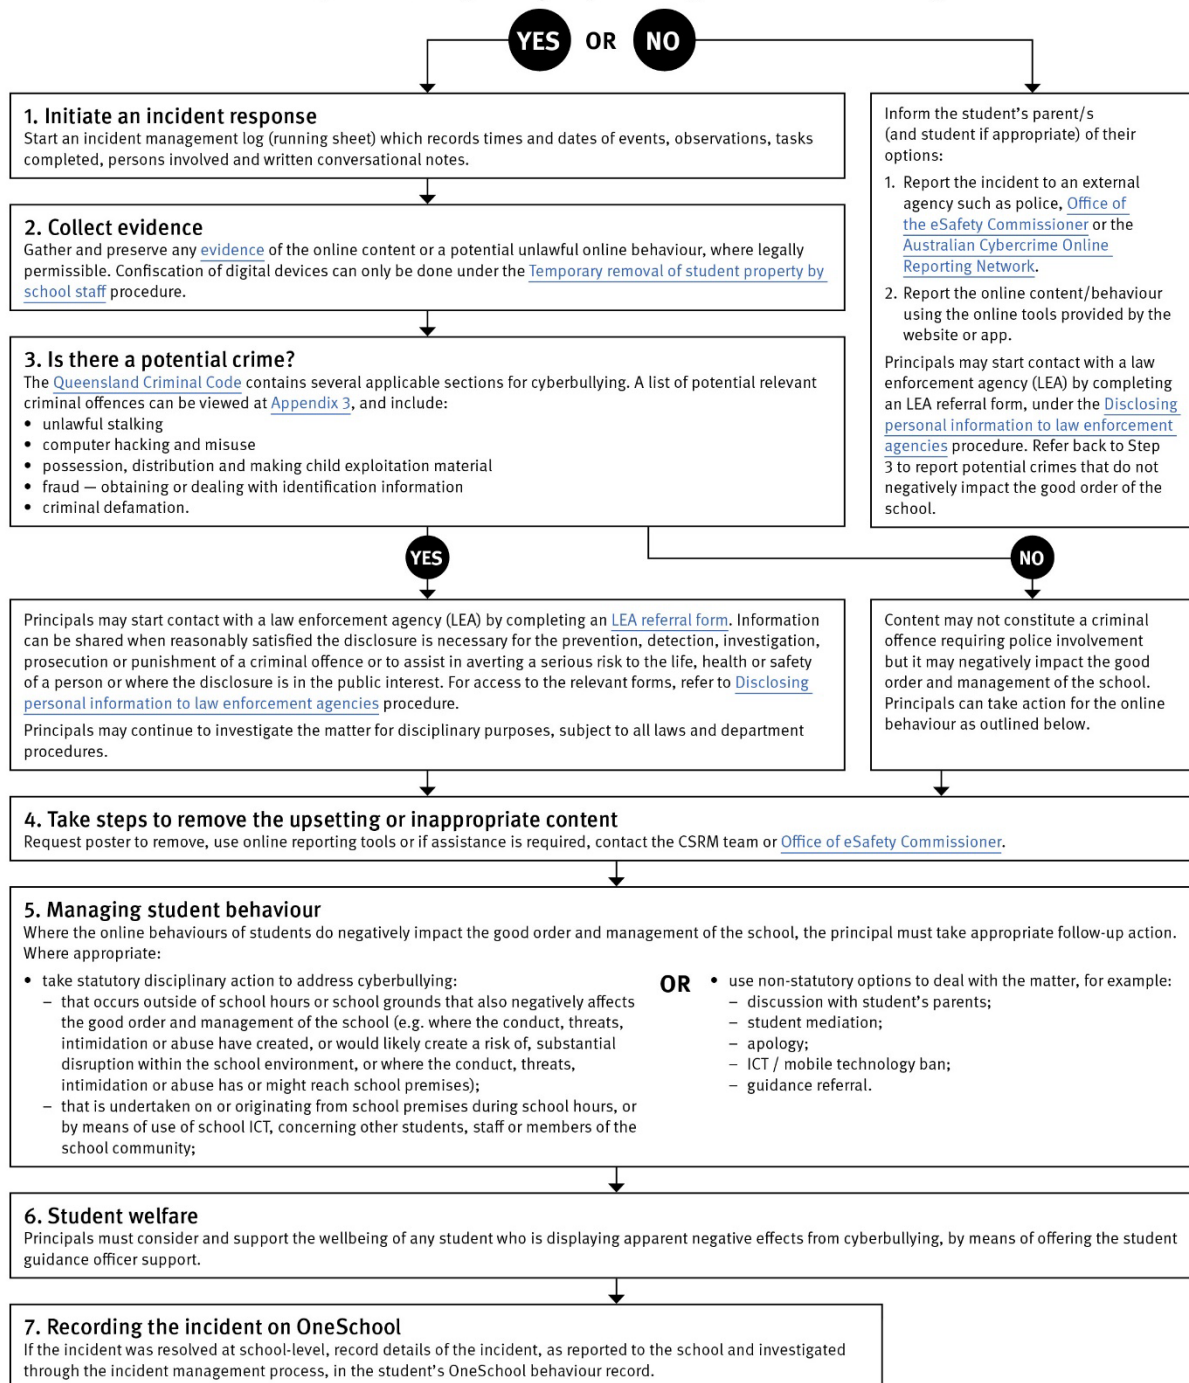 YES OR NO
1. Initiate an incident response
Start an incident management log (running sheet) which records times and dates of events, observations, tasks
completed, persons involved and written conversational notes.
Inform the student's parent/s
(and student if appropriate) of their
options:
1. Report the incident to an external
agency such as police, Office of
the eSafety Commissioner or the
Australian Cybercrime Online
Reporting Network.
2. Report the online content/behaviour
using the online tools provided by the
website or app.
Principals may start contact with a law
enforcement agency (LEA) by completing
an LEA referral form, under the Disclosing
personal information to law enforcement
agencies procedure. Refer back to Step
3 to report potential crimes that do not
negatively impact the good order of the
school.
2. Collect evidence
Gather and preserve any evidence of the online content or a potential unlawful online behaviour, where legally
permissible. Confiscation of digital devices can only be done under the Temporary removal of student property by
school staff procedure.
3. Is there a potential crime?
The Queensland Criminal Code contains several applicable sections for cyberbullying. A list of potential relevant
criminal offences can be viewed at Appendix 3, and include:
• unlawful stalking
• computer hacking and misuse
• possession, distribution and making child exploitation material
• fraud — obtaining or dealing with identification information
• criminal defamation.
YES
NO
Principals may start contact with a law enforcement agency (LEA) by completing an LEA referral form. Information
can be shared when reasonably satisfied the disclosure is necessary for the prevention, detection, investigation,
prosecution or punishment of a criminal offence or to assist in averting a serious risk to the life, health or safety
of a person or where the disclosure is in the public interest. For access to the relevant forms, refer to Disclosing
personal information to law enforcement agencies procedure.
Principals may continue to investigate the matter for disciplinary purposes, subject to all laws and department
procedures.
Content may not constitute a criminal
offence requiring police involvement
but it may negatively impact the good
order and management of the school.
Principals can take action for the online
behaviour as outlined below.
4. Take steps to remove the upsetting or inappropriate content
Request poster to remove, use online reporting tools or if assistance is required, contact the CSRM team or Office of eSafety Commissioner.
5. Managing student behaviour
Where the online behaviours of students do negatively impact the good order and management of the school, the principal must take appropriate follow-up action.
Where appropriate:
• take statutory disciplinary action to address cyberbullying:
– that occurs outside of school hours or school grounds that also negatively affects
the good order and management of the school (e.g. where the conduct, threats,
intimidation or abuse have created, or would likely create a risk of, substantial
disruption within the school environment, or where the conduct, threats,
intimidation or abuse has or might reach school premises);
– that is undertaken on or originating from school premises during school hours, or
by means of use of school ICT, concerning other students, staff or members of the
school community;
OR
• use non-statutory options to deal with the matter, for example:
– discussion with student's parents;
– student mediation;
– apology;
– ICT / mobile technology ban;
– guidance referral.
6. Student welfare
Principals must consider and support the wellbeing of any student who is displaying apparent negative effects from cyberbullying, by means of offering the student
guidance officer support.
7. Recording the incident on OneSchool
If the incident was resolved at school-level, record details of the incident, as reported to the school and investigated
through the incident management process, in the student's OneSchool behaviour record.